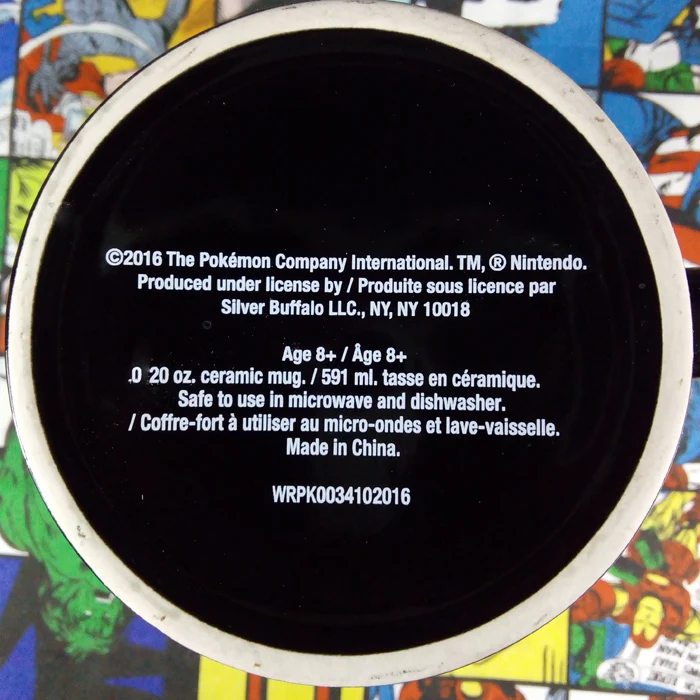 ©2016 The Pokémon Company International. TM, ® Nintendo.
Produced under license by / Produite sous licence par
Silver Buffalo LLC., NY, NY 10018
Age 8+ / Âge 8+
.0 20 oz. ceramic mug. / 591 ml. tasse en céramique.
Safe to use in microwave and dishwasher.
/ Coffre-fort à utiliser au micro-ondes et lave-vaisselle.
Made in China.
WRPK0034102016